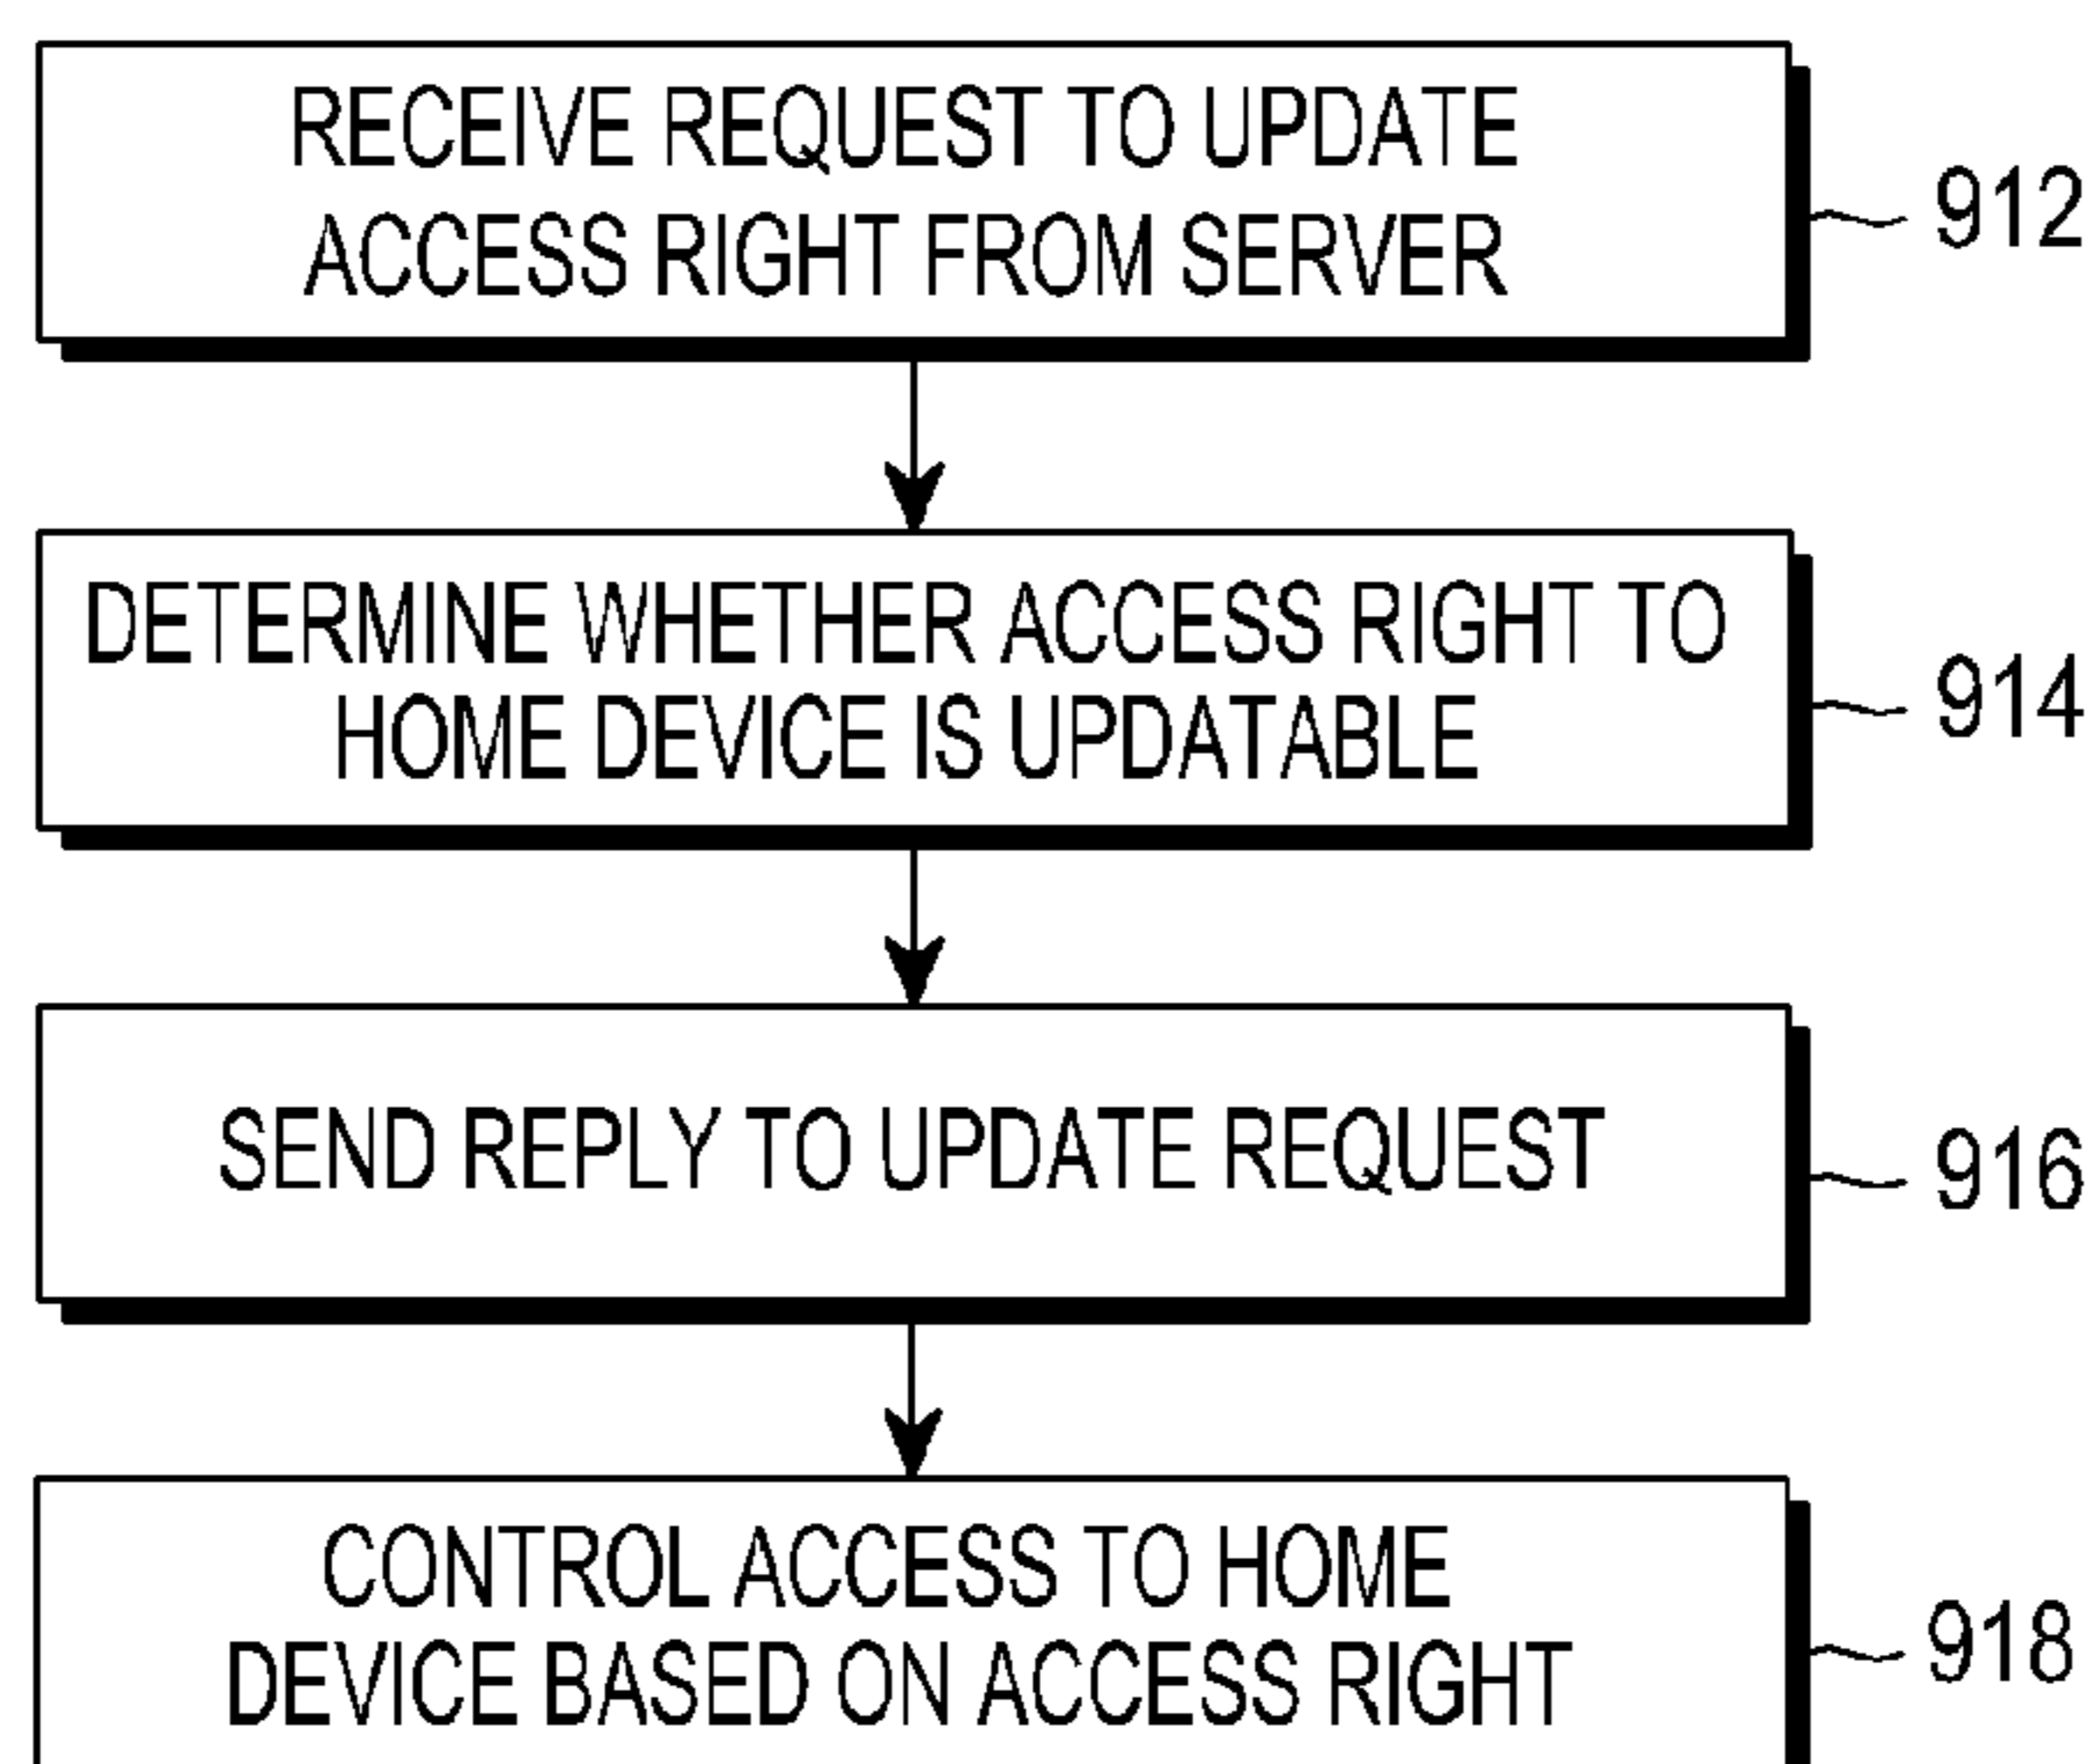 RECEIVE REQUEST TO UPDATE
ACCESS RIGHT FROM SERVER
912
DETERMINE WHETHER ACCESS RIGHT TO
HOME DEVICE IS UPDATABLE
914
SEND REPLY TO UPDATE REQUEST
916
CONTROL ACCESS TO HOME
DEVICE BASED ON ACCESS RIGHT
918